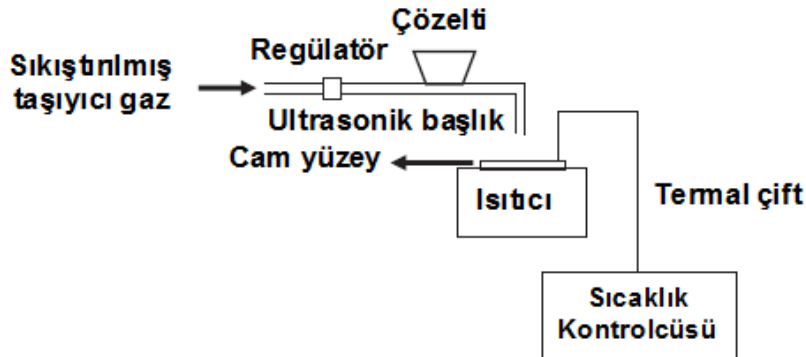 Çözelti
Regülatör
Sıkıştırılmış
taşıyıcı gaz
Ultrasonik başlık
Cam yüzey
Isıtıcı
Termal çift
Sıcaklık
Kontrolcüsü